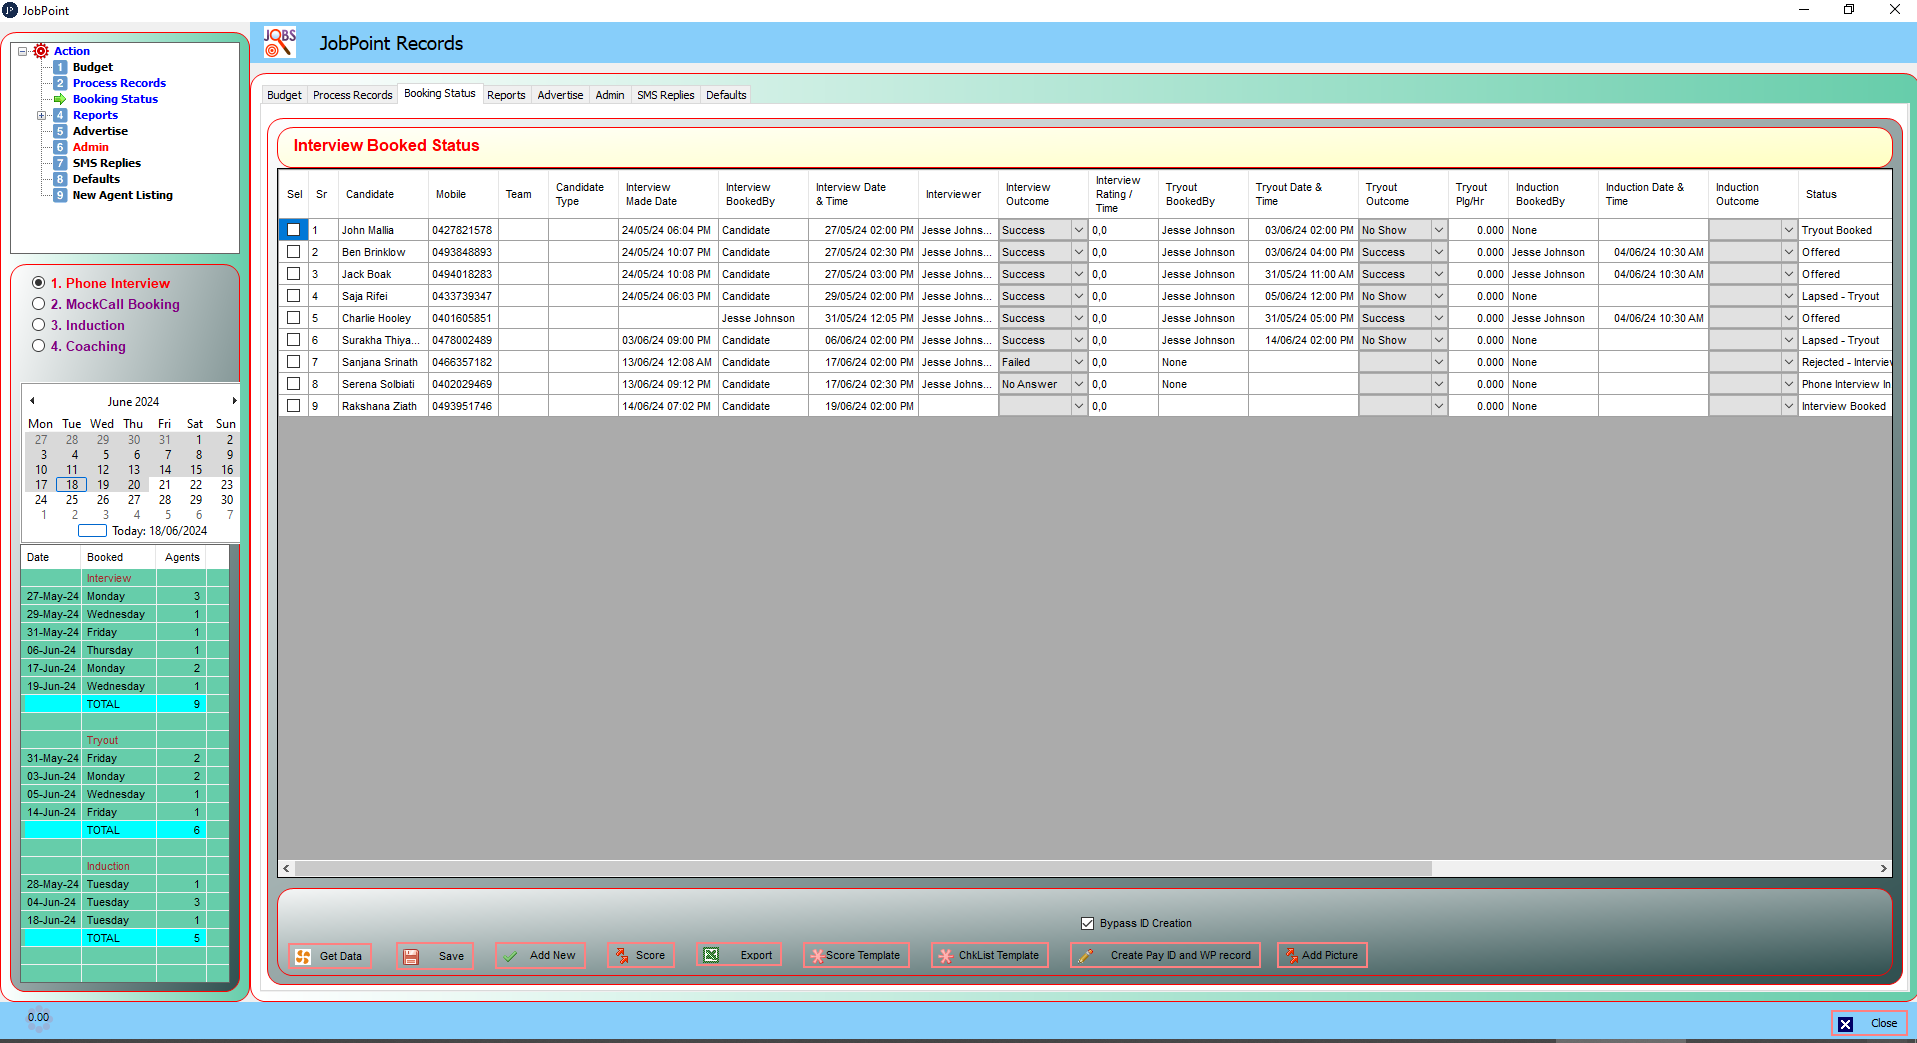 JobPoint
Action
1 Budget
2 Process Records
Booking Status
4 Reports
5 Advertise
6 Admin
7 SMS Replies
8 Defaults
9 New Agent Listing
1. Phone Interview
2. MockCall Booking
3. Induction
4. Coaching
June 2024
Mon Tue Wed Thu Fri Sat Sun
27 28 29 30 31 1 2
3 4 5 6 7 8 9
10 11 12 13 14 15 16
17 18 19 20 21 22 23
24 25 26 27 28 29 30
1 2 3 4 5 6 7
Today: 18/06/2024
Date Booked Agents
Interview
27-May-24 Monday 3
29-May-24 Wednesday 1
31-May-24 Friday 1
06-Jun-24 Thursday 1
17-Jun-24 Monday 2
19-Jun-24 Wednesday 1
TOTAL 9
Tryout
31-May-24 Friday 2
03-Jun-24 Monday 2
05-Jun-24 Wednesday 1
14-Jun-24 Friday 1
TOTAL 6
Induction
28-May-24 Tuesday 1
04-Jun-24 Tuesday 3
18-Jun-24 Tuesday 1
TOTAL 5
0.00
JOBS
JobPoint Records
Budget Process Records Booking Status Reports Advertise Admin SMS Replies Defaults
Interview Booked Status
Sel Sr Candidate Mobile Team Candidate Type Interview Made Date Interview BookedBy Interview Date & Time Interviewer Interview Outcome Interview Rating / Time Tryout BookedBy Tryout Date & Time Tryout Outcome Tryout Plg/Hr Induction BookedBy Induction Date & Time Induction Outcome Status
1 John Mallia 0427821578 24/05/24 06:04 PM Candidate 27/05/24 02:00 PM Jesse Johns... Success 0,0 Jesse Johnson 03/06/24 02:00 PM No Show 0.000 None Tryout Booked
2 Ben Brinklow 0493848893 24/05/24 10:07 PM Candidate 27/05/24 02:30 PM Jesse Johns... Success 0,0 Jesse Johnson 03/06/24 04:00 PM Success 0.000 Jesse Johnson 04/06/24 10:30 AM Offered
3 Jack Boak 0494018283 24/05/24 10:08 PM Candidate 27/05/24 03:00 PM Jesse Johns... Success 0,0 Jesse Johnson 31/05/24 11:00 AM Success 0.000 Jesse Johnson 04/06/24 10:30 AM Offered
4 Saja Rifei 0433739347 24/05/24 06:03 PM Candidate 29/05/24 02:00 PM Jesse Johns... Success 0,0 Jesse Johnson 05/06/24 12:00 PM No Show 0.000 None Lapsed - Tryout
5 Charlie Hooley 0401605851 Jesse Johnson 31/05/24 12:05 PM Jesse Johns... Success 0,0 Jesse Johnson 31/05/24 05:00 PM Success 0.000 Jesse Johnson 04/06/24 10:30 AM Offered
6 Surakha Thiya... 0478002489 03/06/24 09:00 PM Candidate 06/06/24 02:00 PM Jesse Johns... Success 0,0 Jesse Johnson 14/06/24 02:00 PM No Show 0.000 None Lapsed - Tryout
7 Sanjana Srinath 0466357182 13/06/24 12:08 AM Candidate 17/06/24 02:00 PM Jesse Johns... Failed 0,0 None 0.000 None Rejected - Interview
8 Serena Solbiati 0402029469 13/06/24 09:12 PM Candidate 17/06/24 02:30 PM Jesse Johns... No Answer 0,0 None 0.000 None Phone Interview In
9 Rakshana Ziath 0493951746 14/06/24 07:02 PM Candidate 19/06/24 02:00 PM 0,0 0.000 None Interview Booked
Bypass ID Creation
Get Data Save Add New Score Export Score Template ChkList Template Create Pay ID and WP record Add Picture
Close